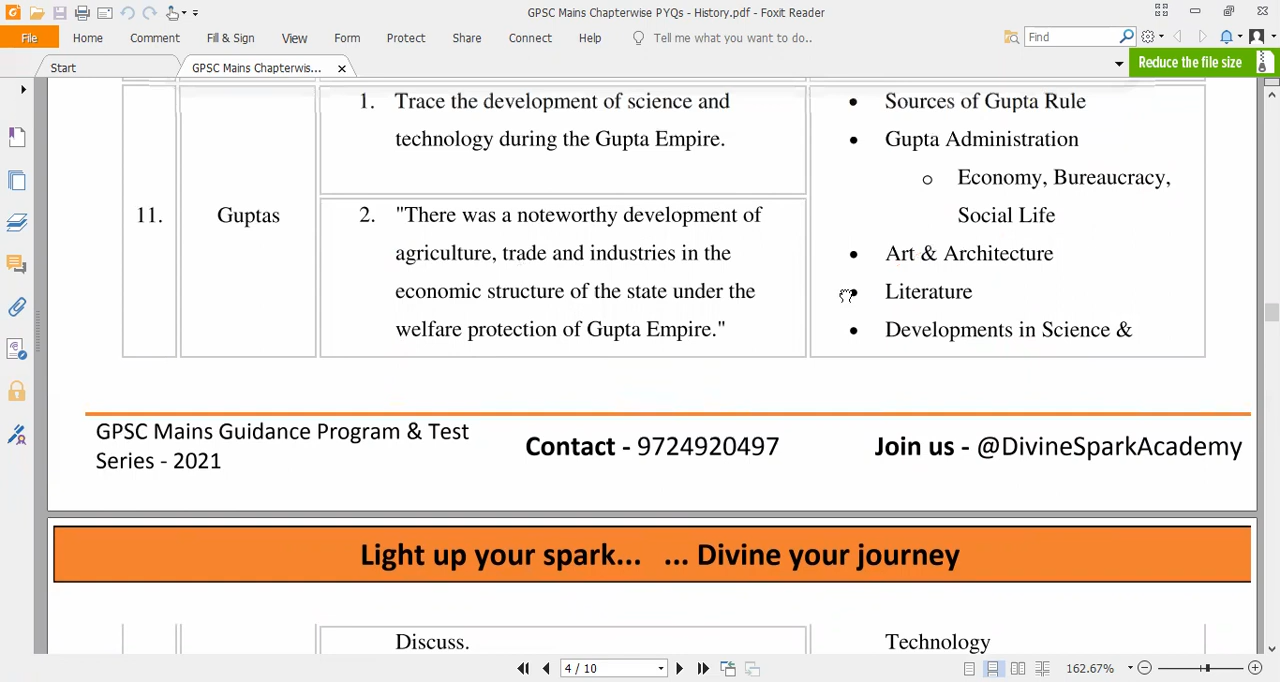 GPSC Mains Chapterwise PYQs - History.pdf - Foxit Reader
File Home Comment Fill & Sign View Form Protect Share Connect Help Tell me what you want to do.. Find
Start GPSC Mains Chapterwis... Reduce the file size
11.
Guptas
1. Trace the development of science and
technology during the Gupta Empire.
2. "There was a noteworthy development of
agriculture, trade and industries in the
economic structure of the state under the
welfare protection of Gupta Empire."
• Sources of Gupta Rule
• Gupta Administration
o Economy, Bureaucracy,
Social Life
• Art & Architecture
• Literature
• Developments in Science &
GPSC Mains Guidance Program & Test
Series - 2021
Contact - 9724920497
Join us - @DivineSparkAcademy
Light up your spark... ... Divine your journey
Discuss.
Technology
4 / 10
162.67%